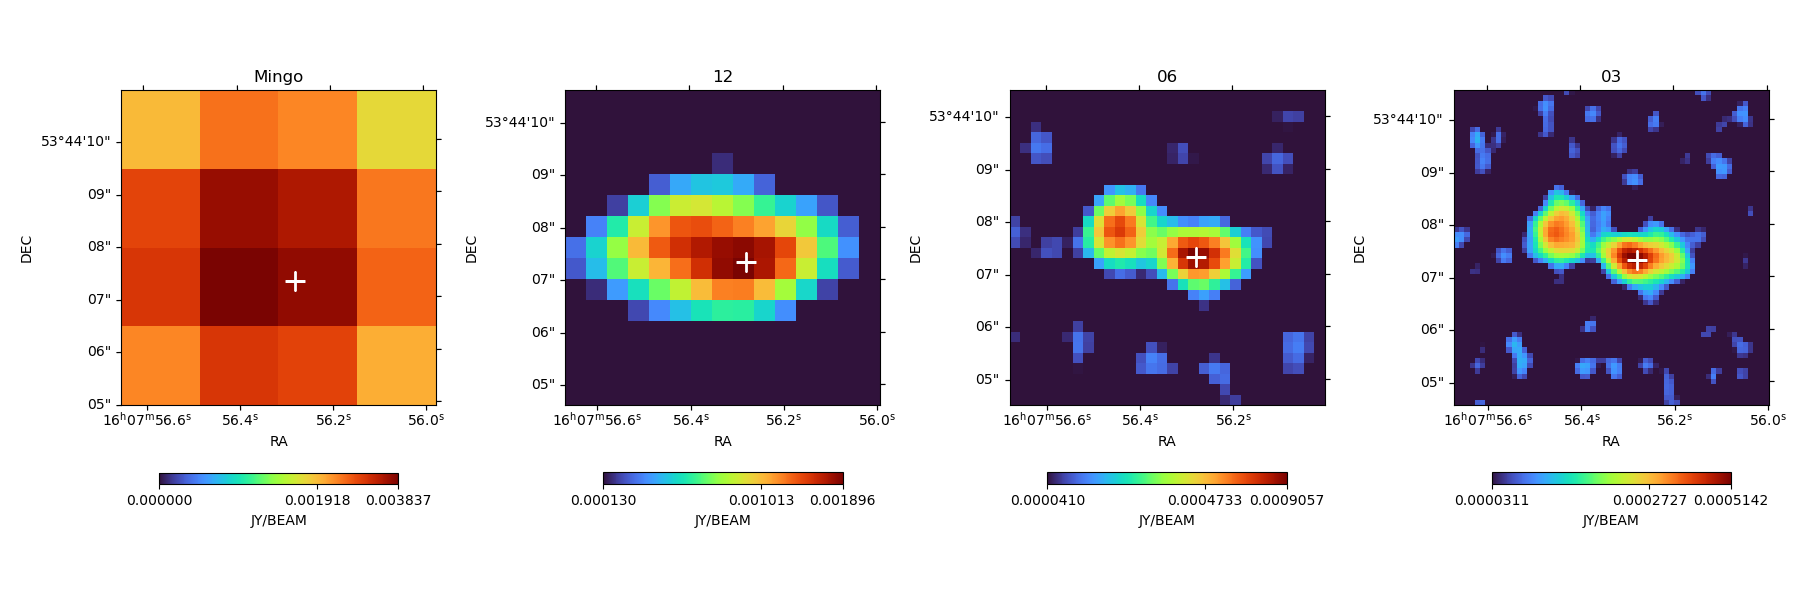 Mingo
53°44'10"
09"
08"
07"
06"
05"
DEC
16ʰ07ᵐ56.6ˢ 56.4ˢ 56.2ˢ 56.0ˢ
RA
0.000000 0.001918 0.003837
JY/BEAM
12
53°44'10"
09"
08"
07"
06"
05"
DEC
16ʰ07ᵐ56.6ˢ 56.4ˢ 56.2ˢ 56.0ˢ
RA
0.000130 0.001013 0.001896
JY/BEAM
06
53°44'10"
09"
08"
07"
06"
05"
DEC
16ʰ07ᵐ56.6ˢ 56.4ˢ 56.2ˢ
RA
0.0000410 0.0004733 0.0009057
JY/BEAM
03
53°44'10"
09"
08"
07"
06"
05"
DEC
16ʰ07ᵐ56.6ˢ 56.4ˢ 56.2ˢ 56.0ˢ
RA
0.0000311 0.0002727 0.0005142
JY/BEAM